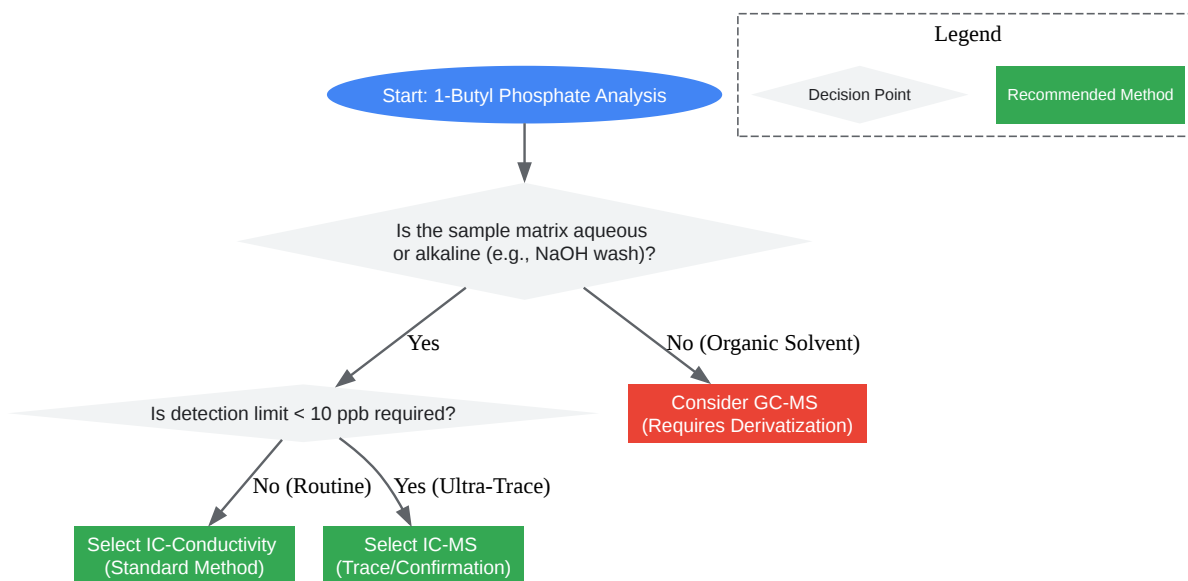 Legend
Start: 1-Butyl Phosphate Analysis
Decision Point
Recommended Method
Is the sample matrix aqueous
or alkaline (e.g., NaOH wash)?
Yes
No (Organic Solvent)
Is detection limit < 10 ppb required?
Consider GC-MS
(Requires Derivatization)
No (Routine)
Yes (Ultra-Trace)
Select IC-Conductivity
(Standard Method)
Select IC-MS
(Trace/Confirmation)